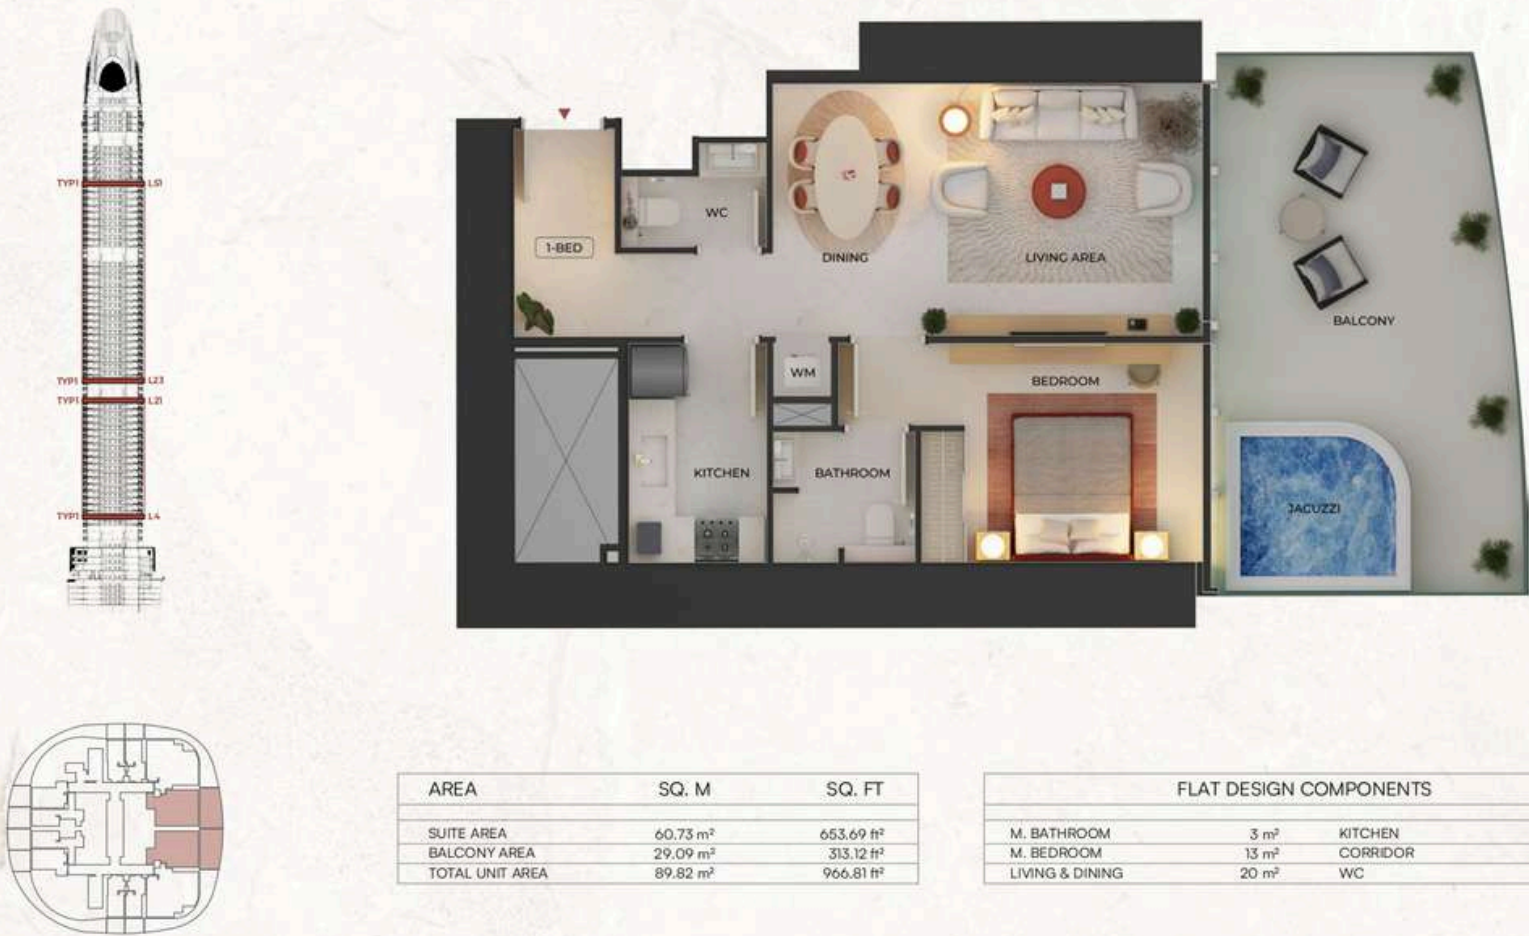 TYP1 L51
TYP1 L23
TYP1 L21
TYP1 L4
1-BED
WC
DINING
LIVING AREA
BALCONY
WM
BEDROOM
KITCHEN
BATHROOM
JACUZZI
AREA SQ. M SQ. FT
SUITE AREA 60.73 m² 653.69 ft²
BALCONY AREA 29.09 m² 313.12 ft²
TOTAL UNIT AREA 89.82 m² 966.81 ft²
FLAT DESIGN COMPONENTS
M. BATHROOM 3 m² KITCHEN
M. BEDROOM 13 m² CORRIDOR
LIVING & DINING 20 m² WC